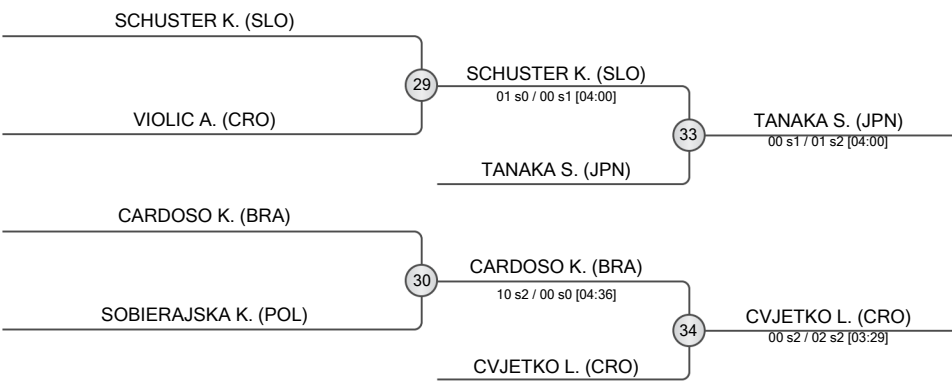 SCHUSTER K. (SLO)
29
SCHUSTER K. (SLO)
01 s0 / 00 s1 [04:00]
VIOLIC A. (CRO)
33
TANAKA S. (JPN)
00 s1 / 01 s2 [04:00]
TANAKA S. (JPN)
CARDOSO K. (BRA)
30
CARDOSO K. (BRA)
10 s2 / 00 s0 [04:36]
SOBIERAJSKA K. (POL)
34
CVJETKO L. (CRO)
00 s2 / 02 s2 [03:29]
CVJETKO L. (CRO)